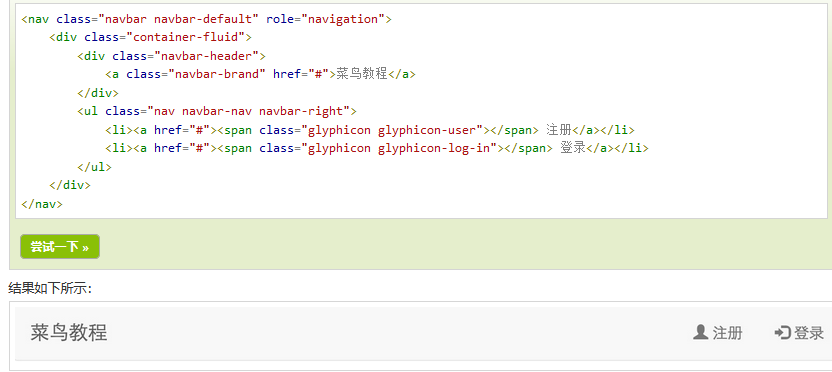 <nav class="navbar navbar-default" role="navigation">
    <div class="container-fluid">
        <div class="navbar-header">
            <a class="navbar-brand" href="#">菜鸟教程</a>
        </div>
        <ul class="nav navbar-nav navbar-right">
            <li><a href="#"><span class="glyphicon glyphicon-user"></span> 注册</a></li>
            <li><a href="#"><span class="glyphicon glyphicon-log-in"></span> 登录</a></li>
        </ul>
    </div>
</nav>
尝试一下 »
结果如下所示:
菜鸟教程 注册 登录